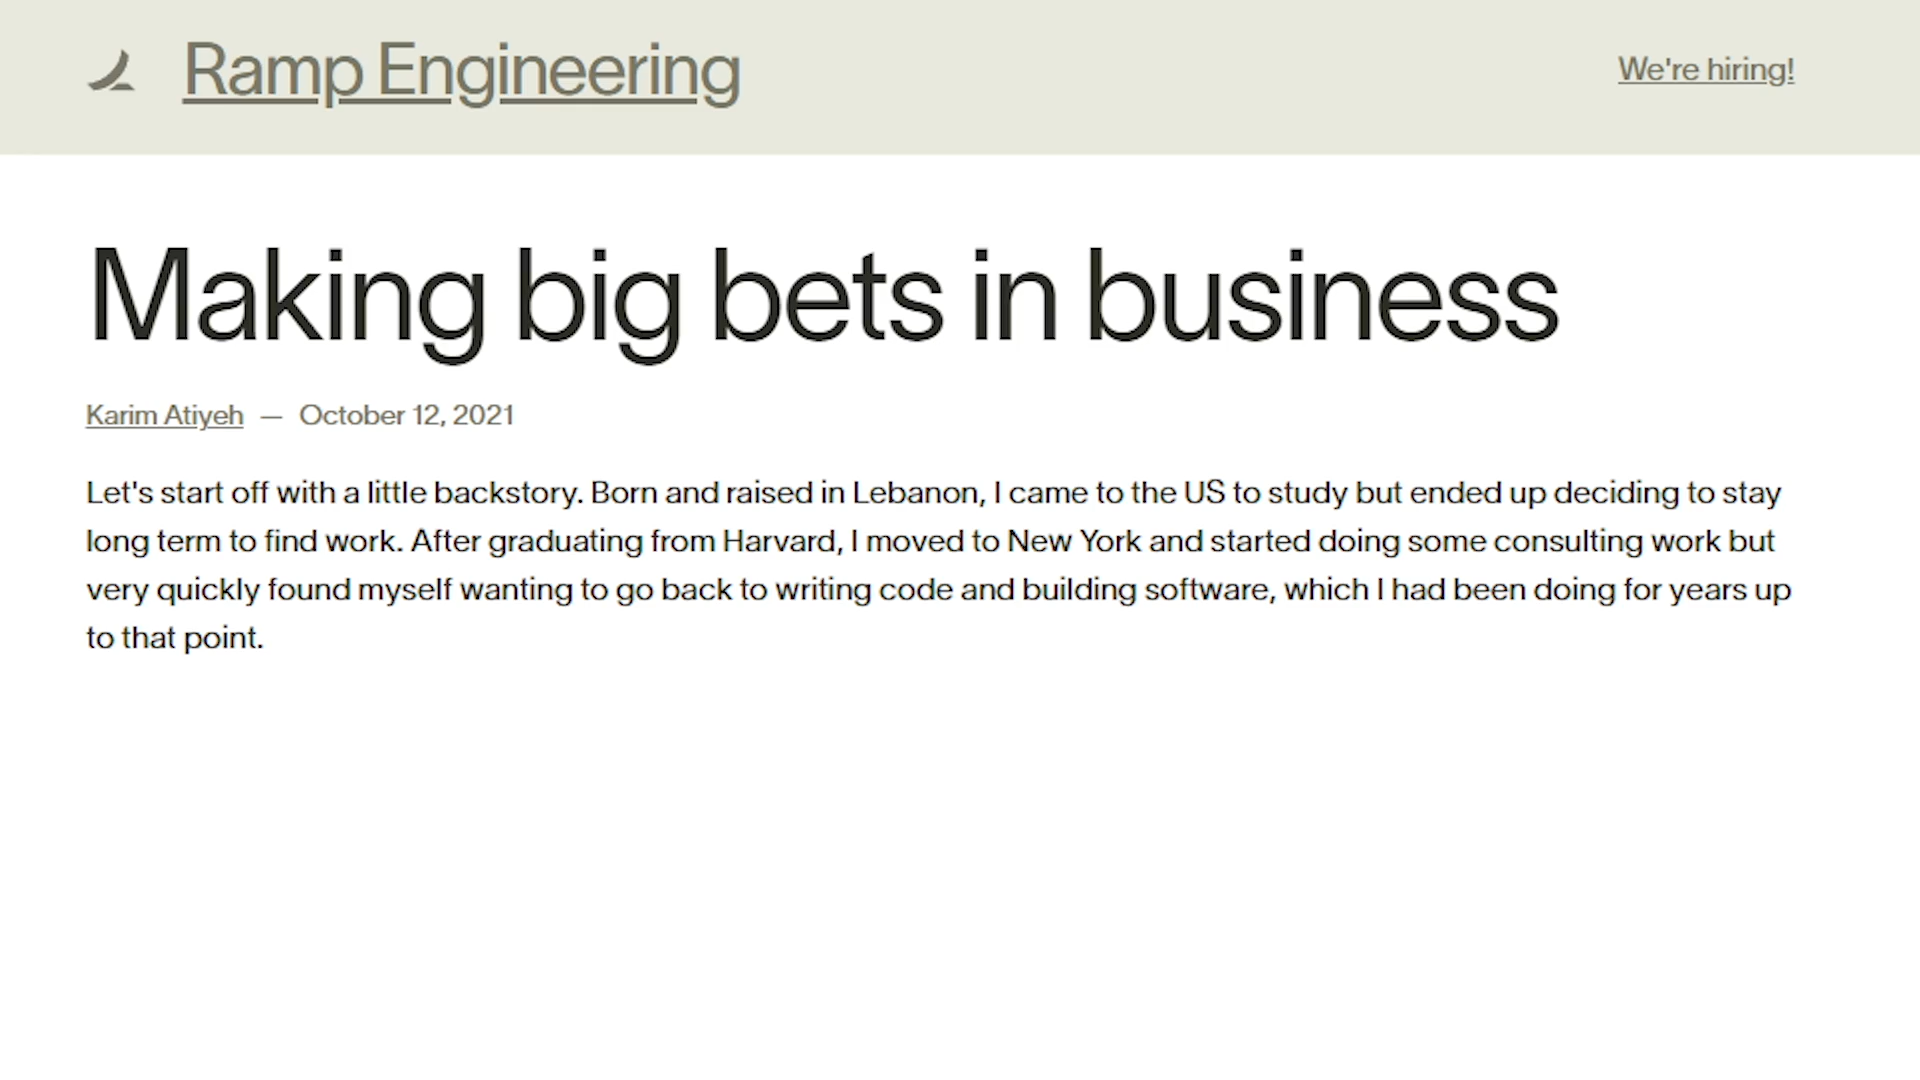 Ramp Engineering
We're hiring!
Making big bets in business
Karim Atiyeh — October 12, 2021
Let's start off with a little backstory. Born and raised in Lebanon, I came to the US to study but ended up deciding to stay
long term to find work. After graduating from Harvard, I moved to New York and started doing some consulting work but
very quickly found myself wanting to go back to writing code and building software, which I had been doing for years up
to that point.